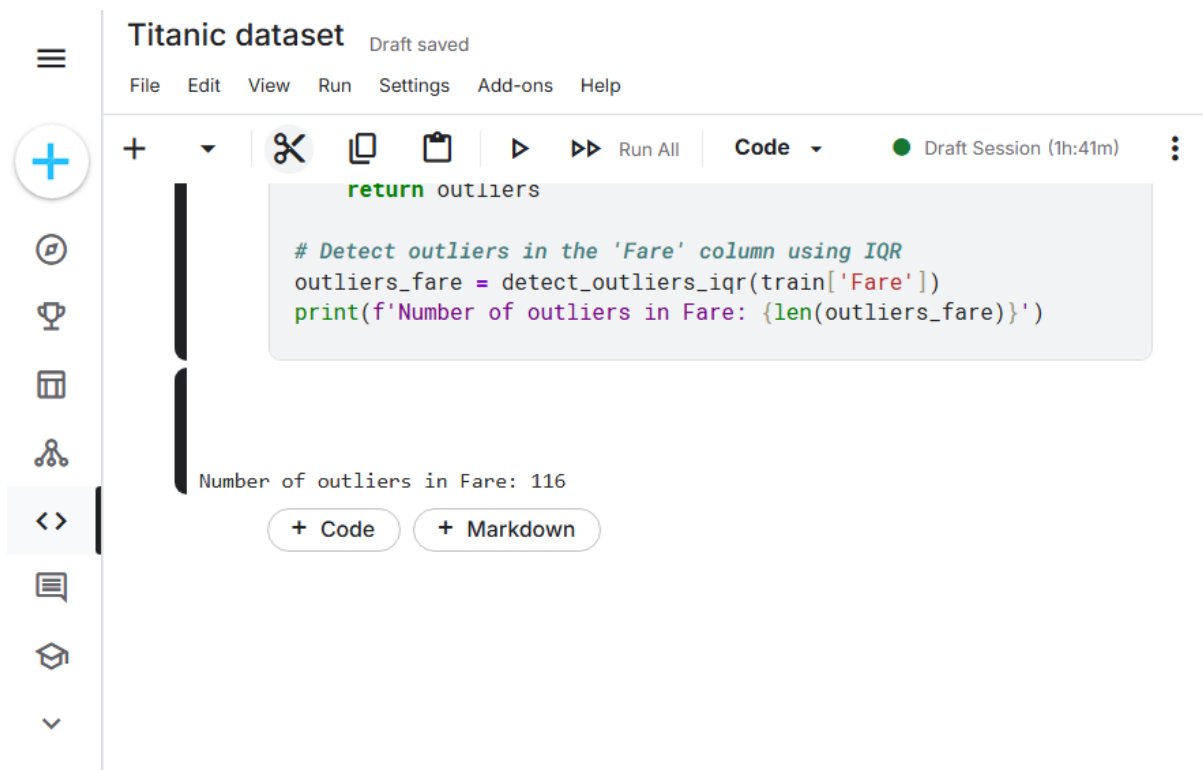 Titanic dataset Draft saved
File Edit View Run Settings Add-ons Help
Run All Code Draft Session (1h:41m)
return outliers
# Detect outliers in the 'Fare' column using IQR
outliers_fare = detect_outliers_iqr(train['Fare'])
print(f'Number of outliers in Fare: {len(outliers_fare)}')
Number of outliers in Fare: 116
+ Code + Markdown